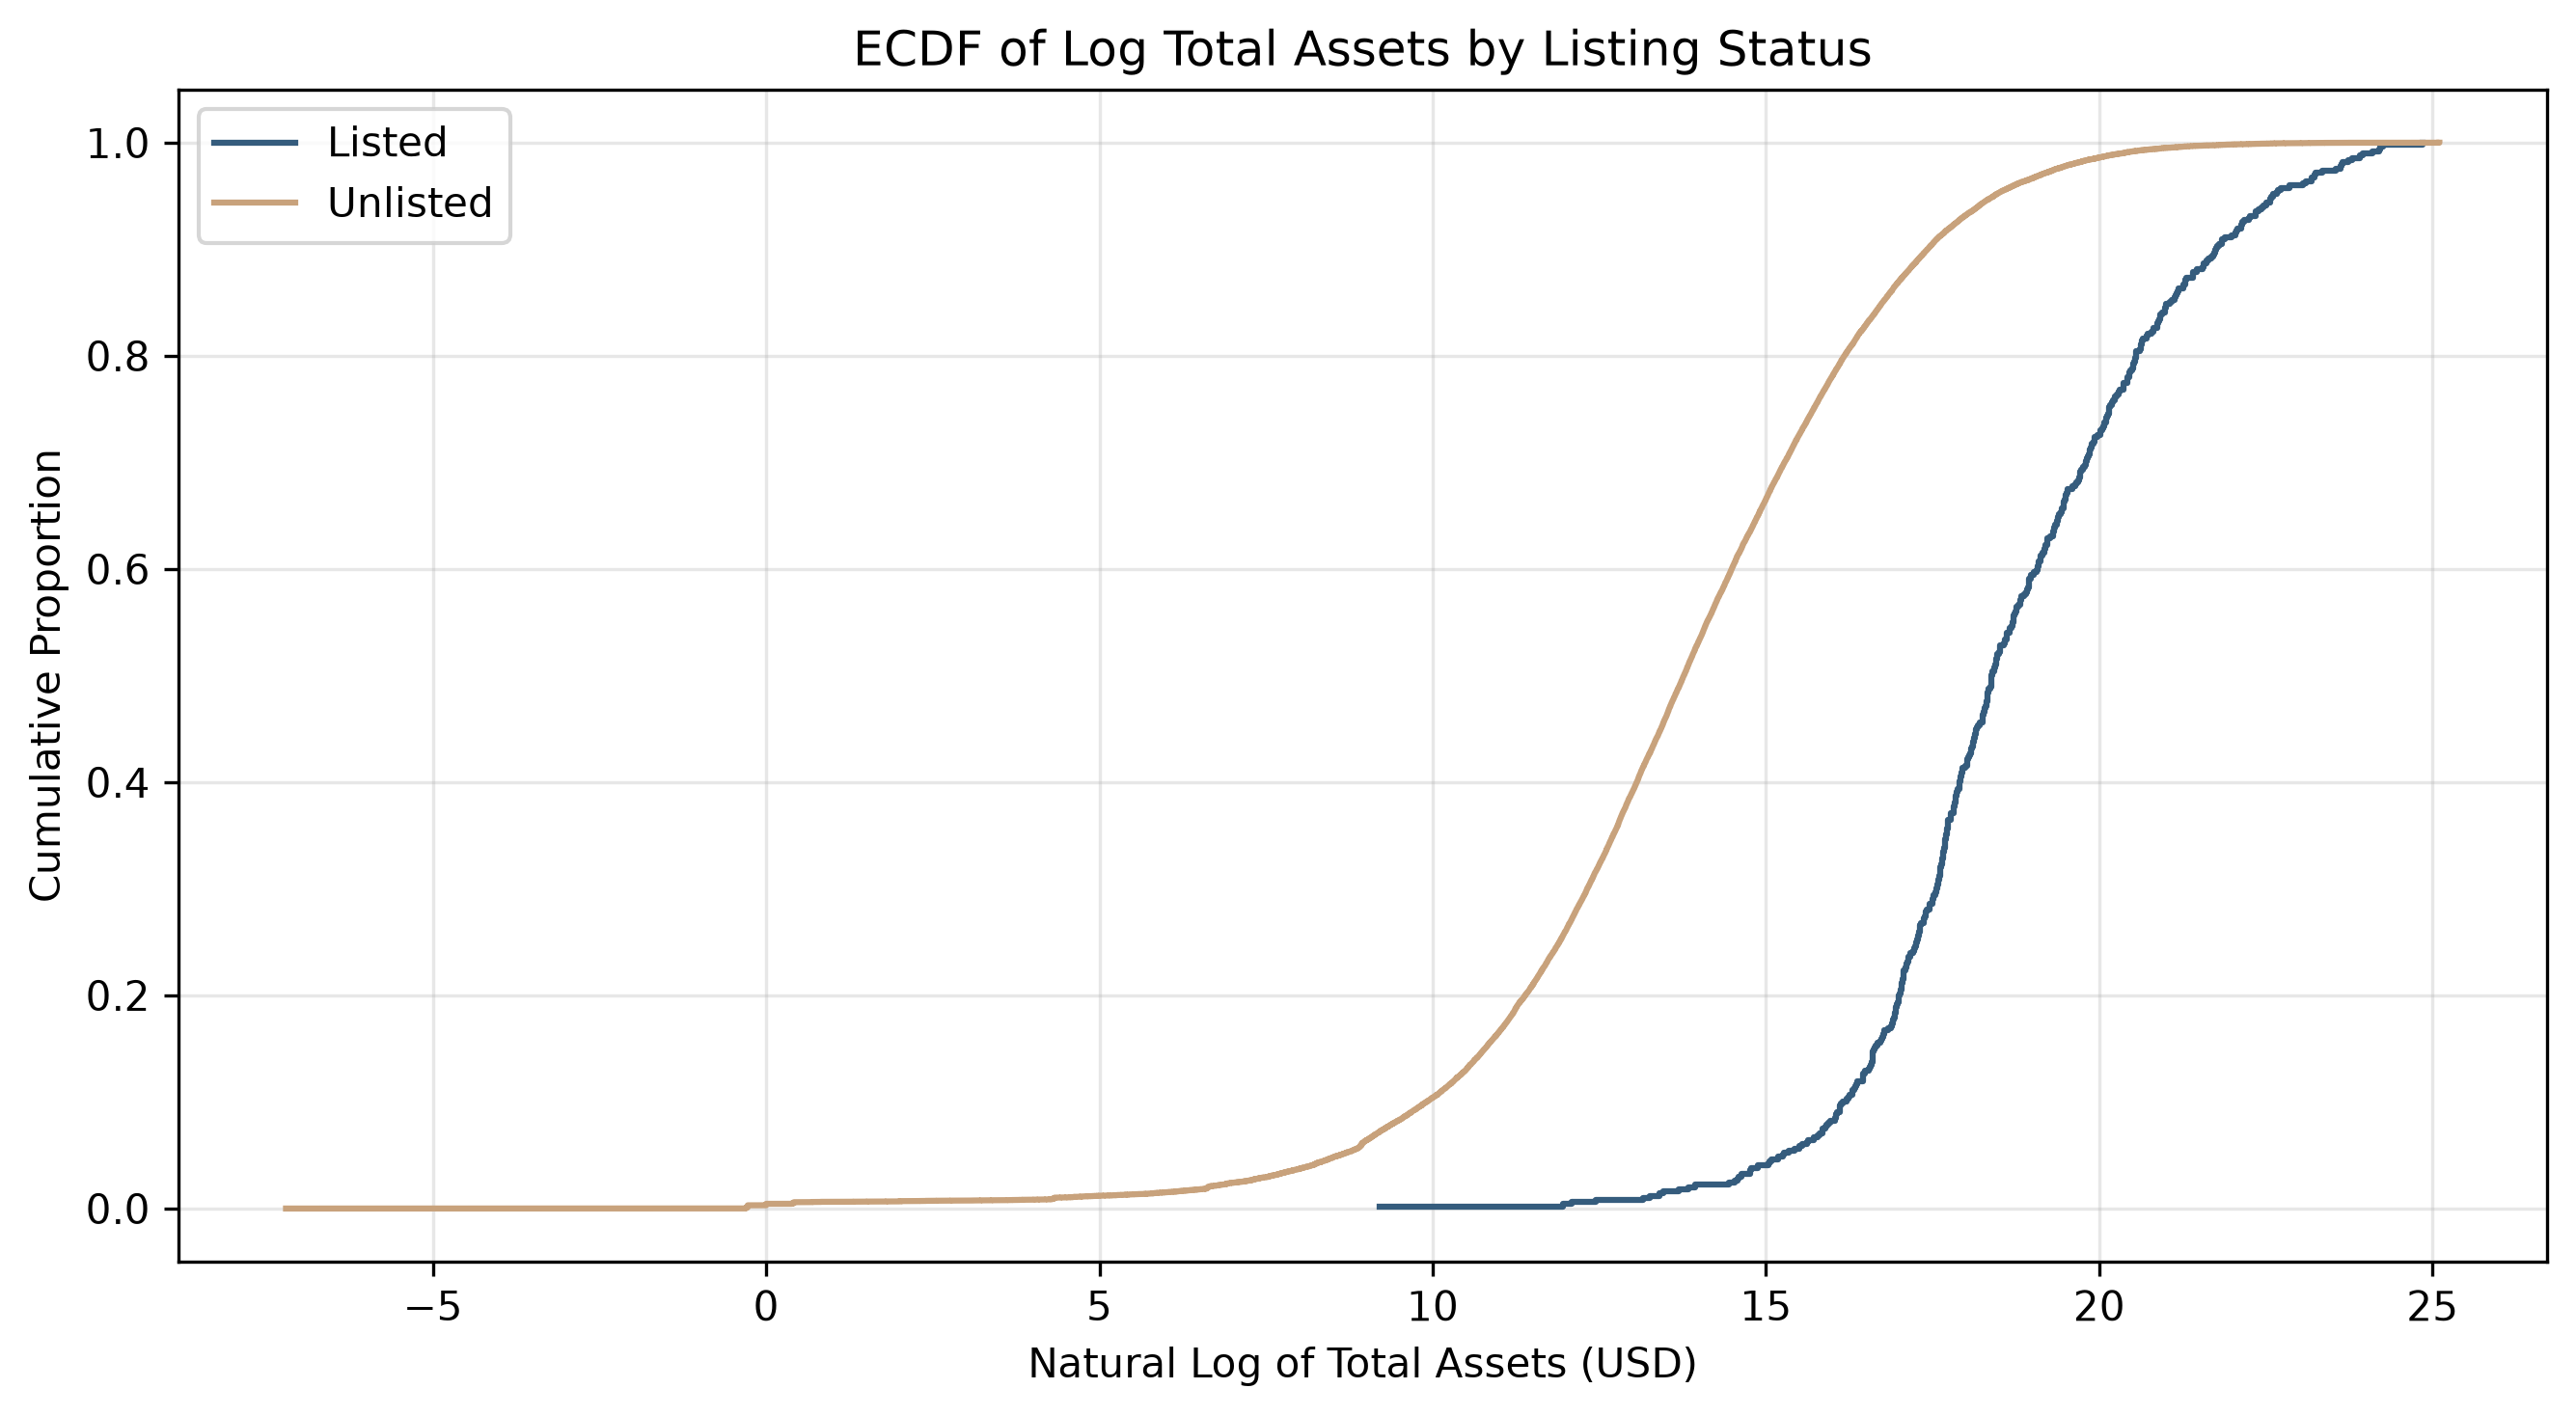 ECDF of Log Total Assets by Listing Status
Listed
Unlisted
Cumulative Proportion
1.0
0.8
0.6
0.4
0.2
0.0
−5
0
5
10
15
20
25
Natural Log of Total Assets (USD)